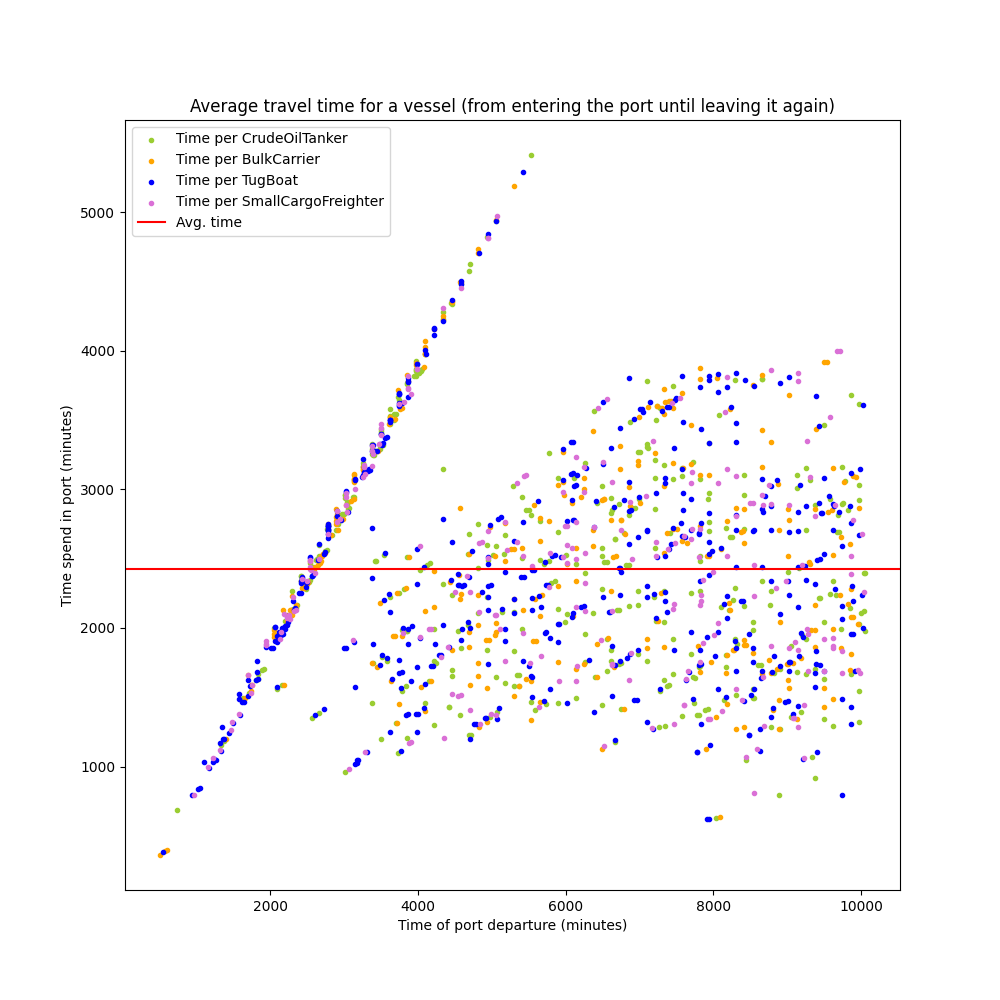 Average travel time for a vessel (from entering the port until leaving it again)
Time per CrudeOilTanker
Time per BulkCarrier
Time per TugBoat
Time per SmallCargoFreighter
Avg. time
5000
4000
3000
2000
1000
Time spend in port (minutes)
2000 4000 6000 8000 10000
Time of port departure (minutes)